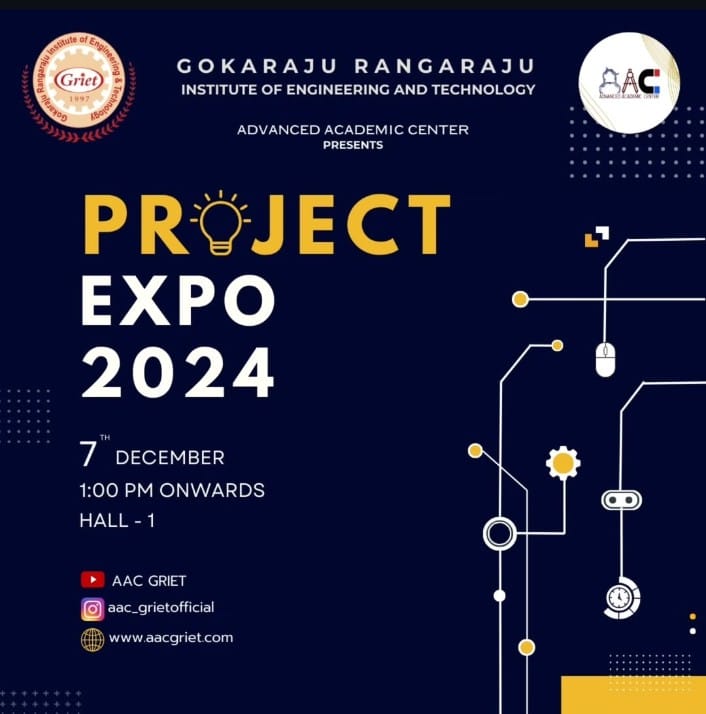 Gokaraju Rangaraju Institute of Engineering & Technology
Griet
1997
GOKARAJU RANGARAJU
INSTITUTE OF ENGINEERING AND TECHNOLOGY
AAC
ADVANCED ACADEMIC CENTER
ADVANCED ACADEMIC CENTER
PRESENTS
PROJECT
EXPO
2024
7TH DECEMBER
1:00 PM ONWARDS
HALL - 1
AAC GRIET
aac_grietofficial
www.aacgriet.com